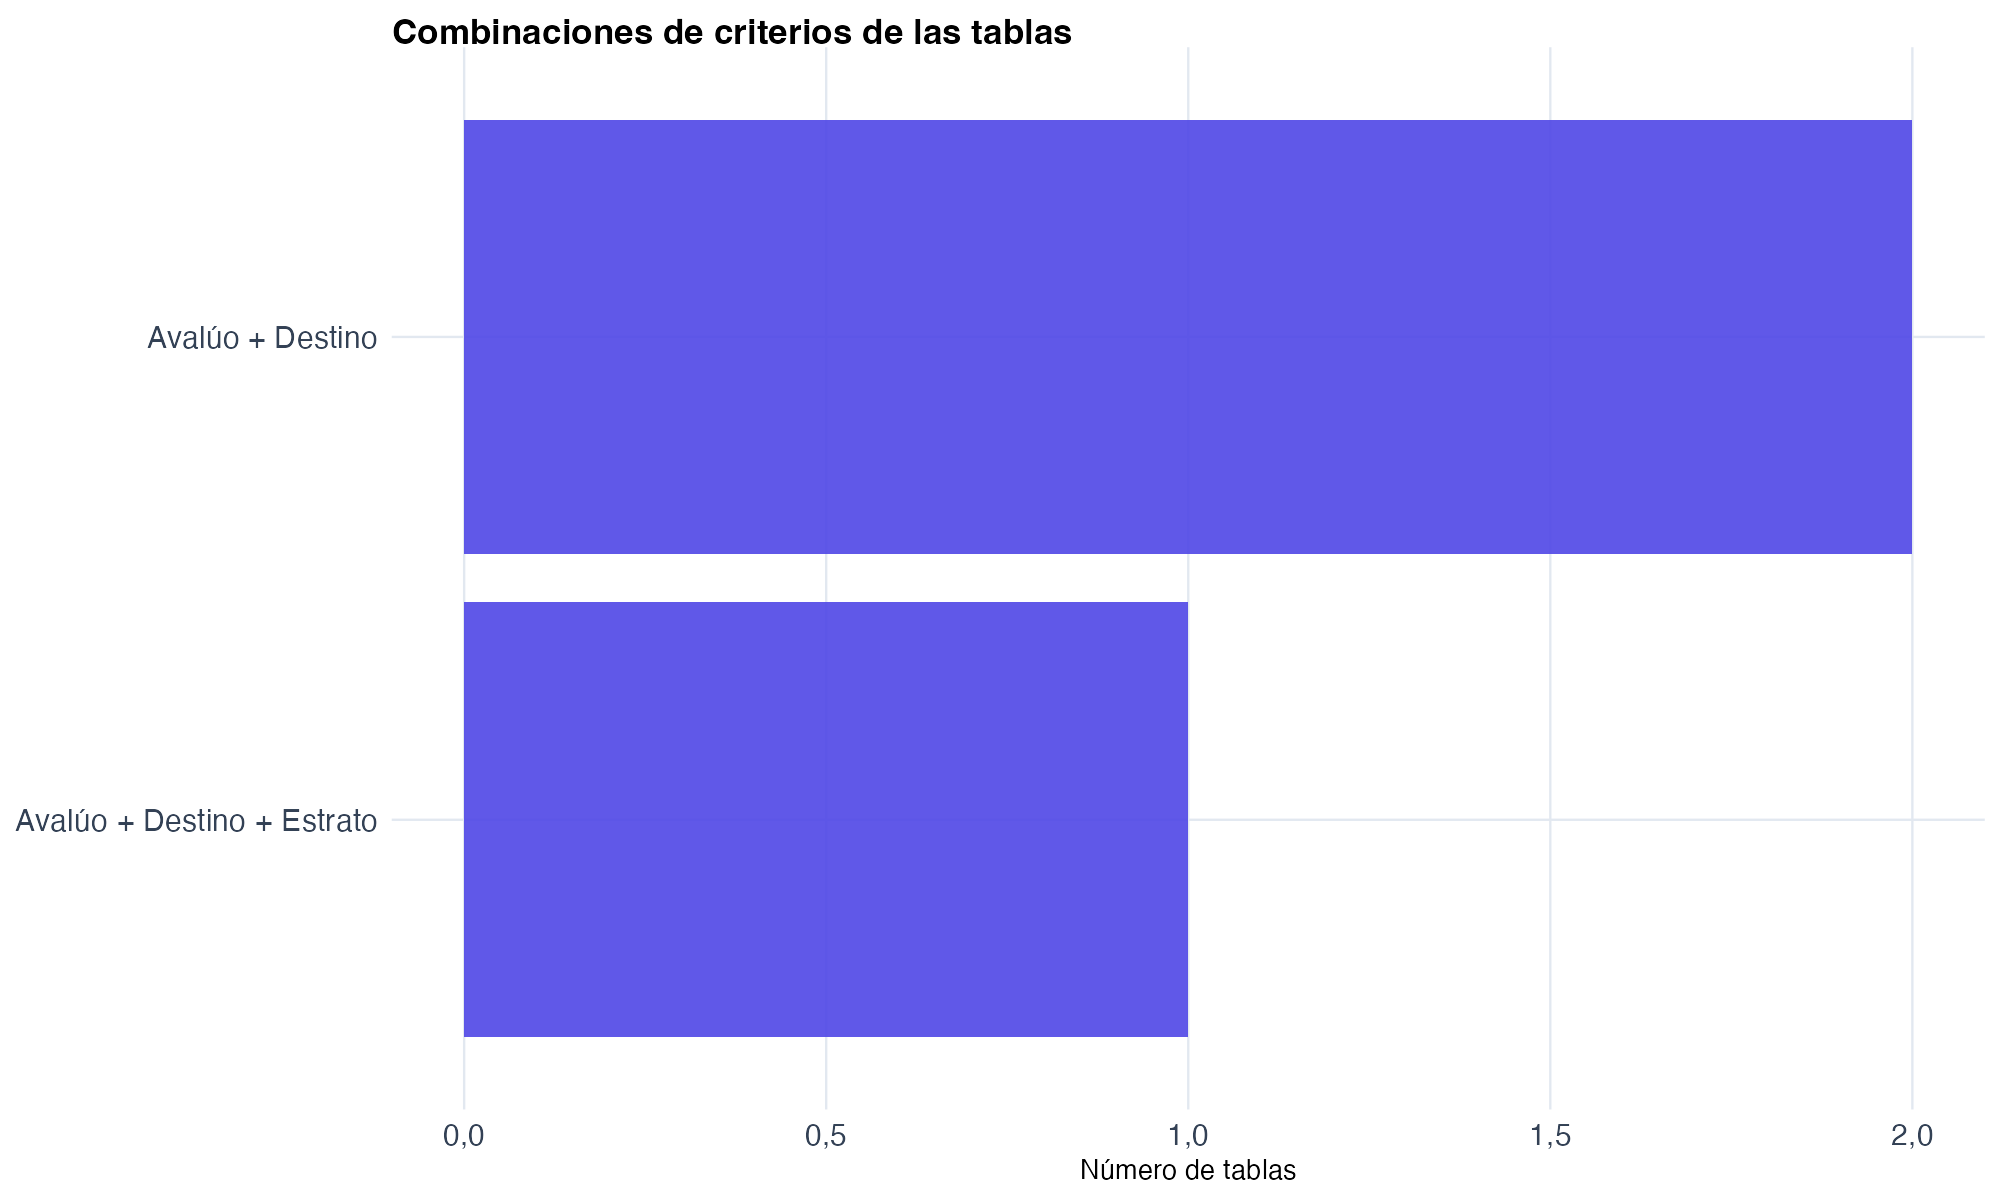 Combinaciones de criterios de las tablas
Avalúo + Destino
Avalúo + Destino + Estrato
0,0 0,5 1,0 1,5 2,0
Número de tablas